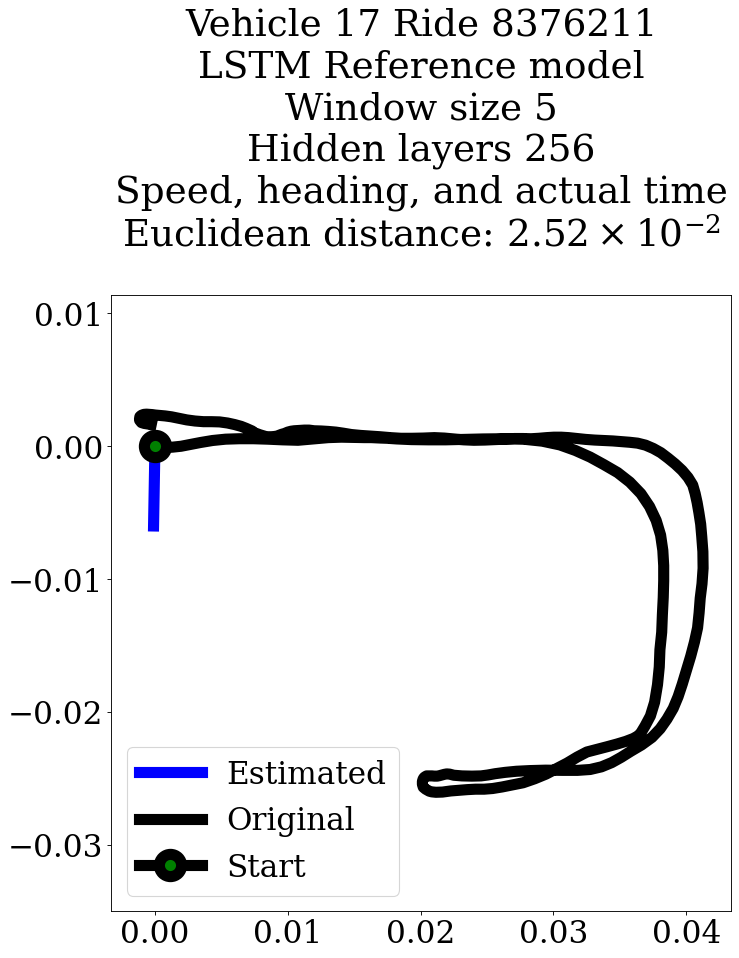 Vehicle 17 Ride 8376211
LSTM Reference model
Window size 5
Hidden layers 256
Speed, heading, and actual time
Euclidean distance: 2.52 × 10⁻²
0.01
0.00
−0.01
−0.02
−0.03
Estimated
Original
Start
0.00 0.01 0.02 0.03 0.04